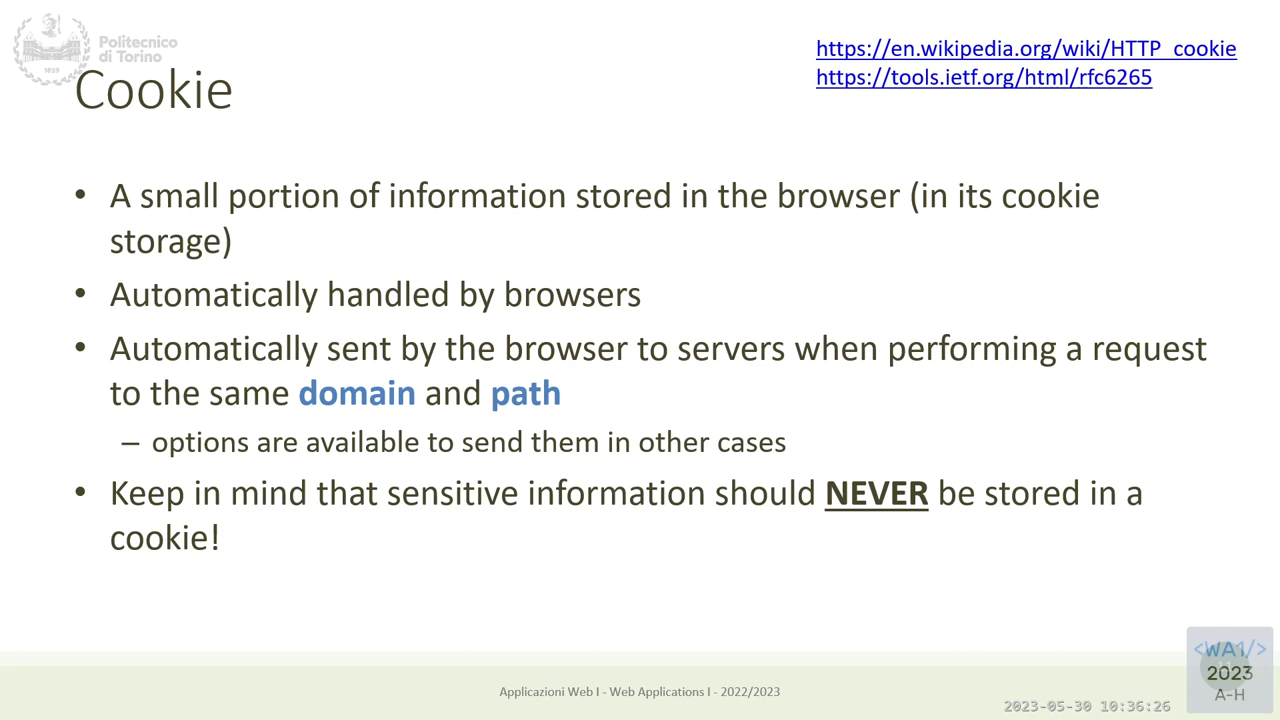 Politecnico
di Torino
1859
Cookie
https://en.wikipedia.org/wiki/HTTP_cookie
https://tools.ietf.org/html/rfc6265
• A small portion of information stored in the browser (in its cookie
storage)
• Automatically handled by browsers
• Automatically sent by the browser to servers when performing a request
to the same domain and path
– options are available to send them in other cases
• Keep in mind that sensitive information should NEVER be stored in a
cookie!
Applicazioni Web I - Web Applications I - 2022/2023
2023-05-30 10:36:26
<WA1/>
2023
A-H